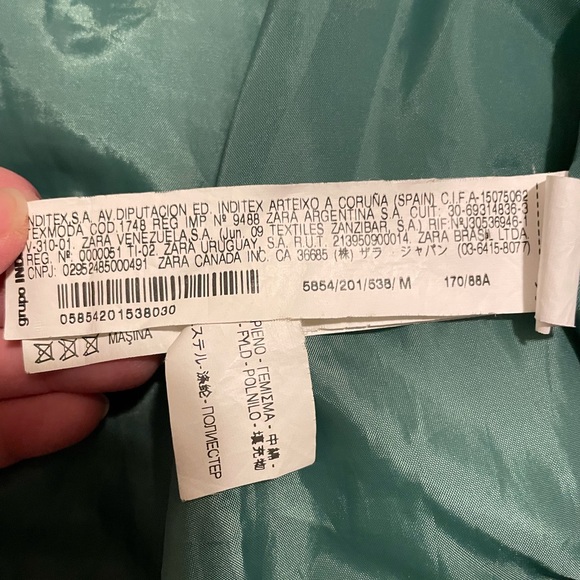 grupo IND
INDITEX,S.A. AV.DIPUTACION ED. INDITEX ARTEIXO A CORUÑA (SPAIN) C.I.F.A-15075062
TEXMODA COD.1748 REG IMP Nº 9488 ZARA ARGENTINA S.A. CUIT: 30-69314836-3
V-310-01. ZARA VENEZUELA S.A. (Jun. 09 TEXTILES ZANZIBAR, S.A.) RIF:Nº J30536946-1
REG. Nº: 0000051 TI-02 ZARA URUGUAY, S.A. R.U.T. 213950900014. ZARA BRASIL LTDA.
CNPJ: 02952485000491 ZARA CANADA INC. CA 36685 (株) ザラ・ジャパン (03-6415-8077)
5854/201/538/ M 170/88A
05854201538030
MAŞINA
PIENO - ΓΕΜΙΣΜΑ - 中綿 -
- FYLD - POLNILO - 填充物
ステル - 涤纶 - ПОЛИЕСТЕР